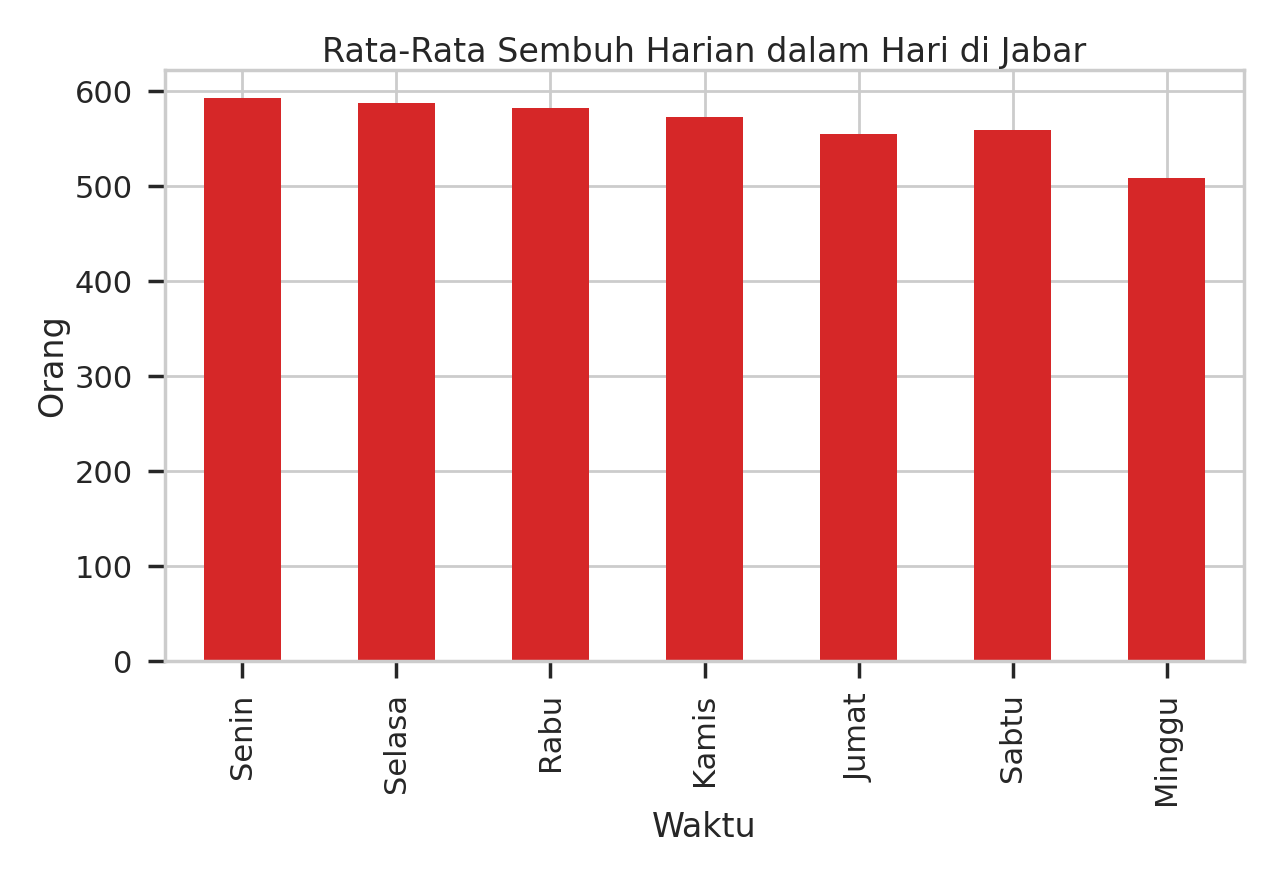 Rata-Rata Sembuh Harian dalam Hari di Jabar
600
500
400
300
200
100
0
Orang
Senin
Selasa
Rabu
Kamis
Jumat
Sabtu
Minggu
Waktu